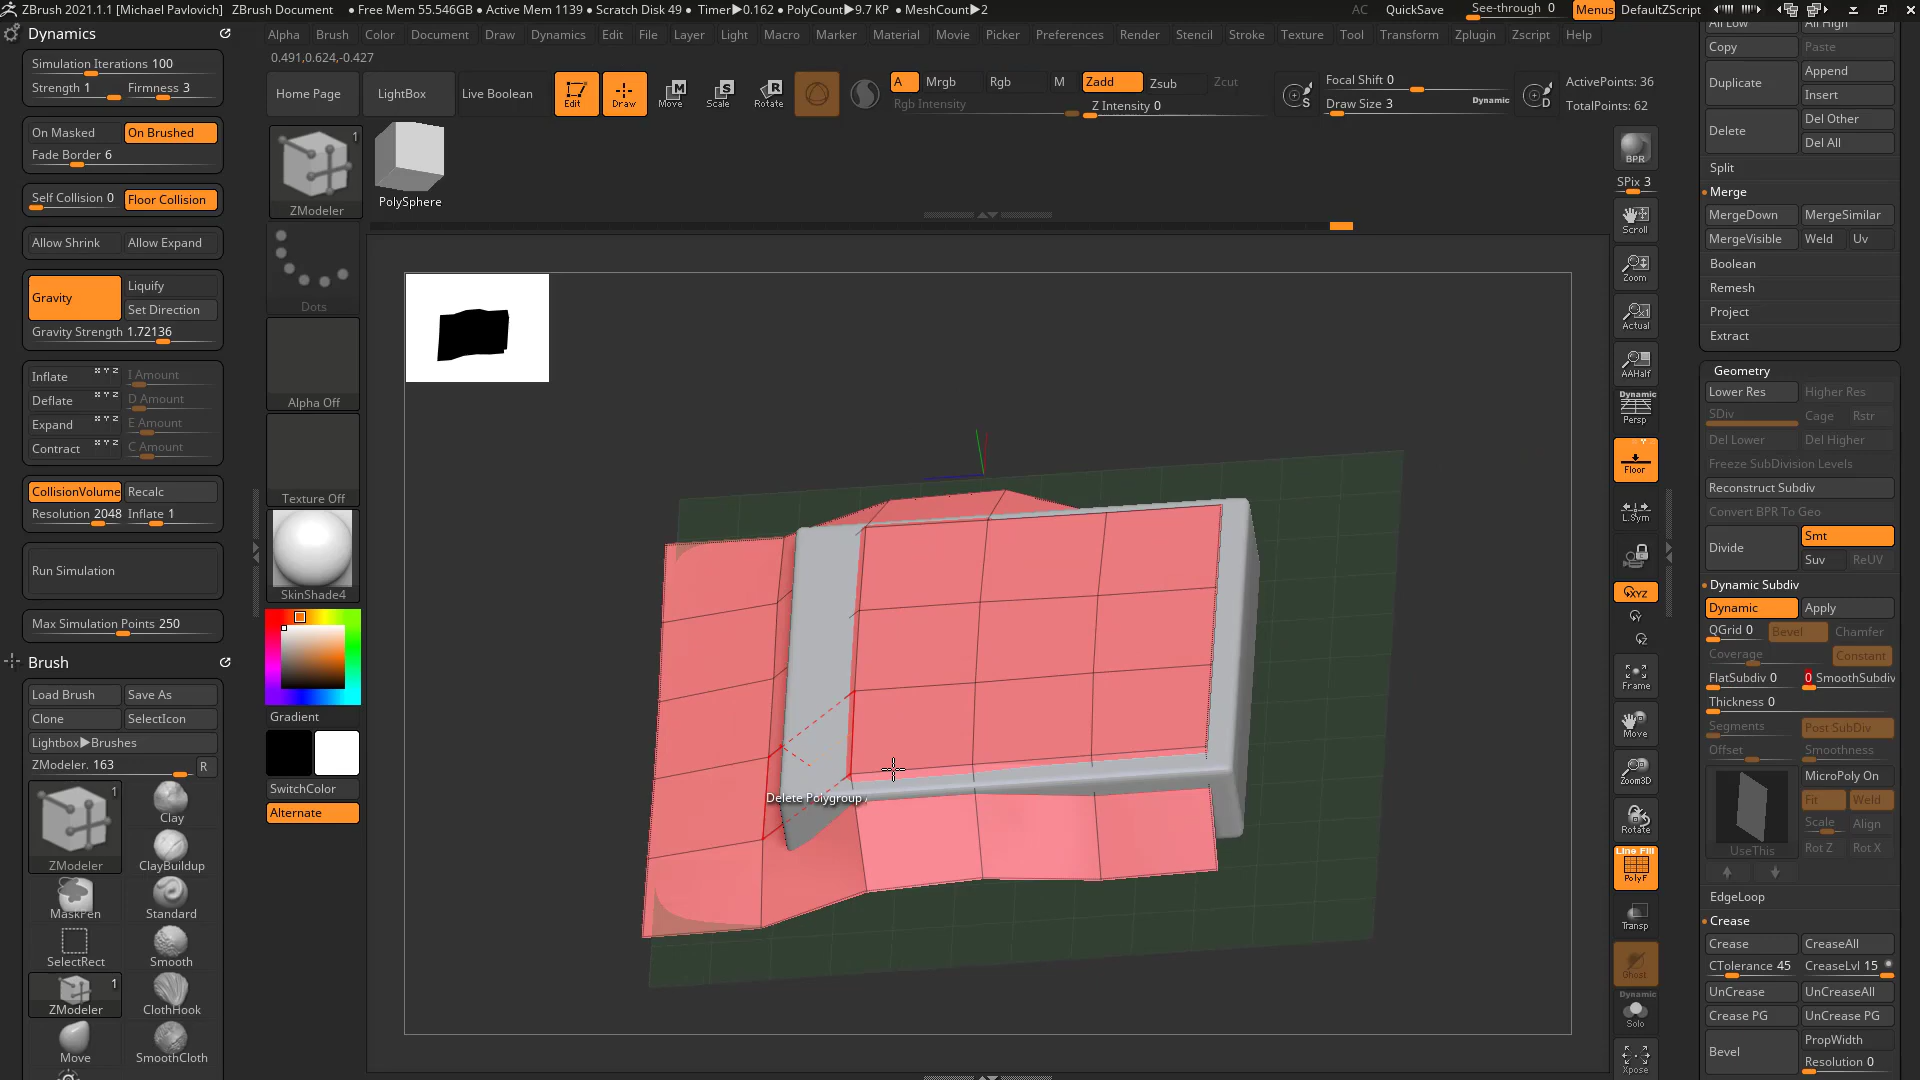 ZBrush 2021.1.1 [Michael Pavlovich] ZBrush Document • Free Mem 55.546GB • Active Mem 1139 • Scratch Disk 49 • Timer▶0.162 • PolyCount▶9.7 KP • MeshCount▶2 AC QuickSave See-through 0 Menus DefaultZScript
Alpha Brush Color Document Draw Dynamics Edit File Layer Light Macro Marker Material Movie Picker Preferences Render Stencil Stroke Texture Tool Transform Zplugin Zscript Help
0.491,0.624,-0.427
Dynamics
Simulation Iterations 100
Strength 1 Firmness 3
On Masked On Brushed
Fade Border 6
Self Collision 0 Floor Collision
Allow Shrink Allow Expand
Gravity Liquify
Set Direction
Gravity Strength 1.72136
Inflate X Y Z I Amount
Deflate X Y Z D Amount
Expand X Y Z E Amount
Contract X Y Z C Amount
CollisionVolume Recalc
Resolution 2048 Inflate 1
Run Simulation
Max Simulation Points 250
Brush
Load Brush Save As
Clone SelectIcon
Lightbox▶Brushes
ZModeler. 163 R
1
ZModeler
Clay
ClayBuildup
MaskPen
Standard
SelectRect
Smooth
1
ZModeler
ClothHook
Move
SmoothCloth
Home Page LightBox Live Boolean Edit Draw Move Scale Rotate
A Mrgb Rgb M Zadd Zsub Zcut
Rgb Intensity Z Intensity 0
S Focal Shift 0
Draw Size 3 Dynamic D
ActivePoints: 36
TotalPoints: 62
1
ZModeler
PolySphere
Dots
Alpha Off
Texture Off
SkinShade4
Gradient
SwitchColor
Alternate
Delete Polygroup
BPR
SPix 3
Scroll
Zoom
Actual
AAHalf
Dynamic
Persp
Floor
L.Sym
XYZ
Frame
Move
Zoom3D
Rotate
Line Fill
PolyF
Transp
Ghost
Dynamic
Solo
Xpose
All Low All High
Copy Paste
Duplicate Append
Insert
Delete Del Other
Del All
Split
Merge
MergeDown MergeSimilar
MergeVisible Weld Uv
Boolean
Remesh
Project
Extract
Geometry
Lower Res Higher Res
SDiv Cage Rstr
Del Lower Del Higher
Freeze SubDivision Levels
Reconstruct Subdiv
Convert BPR To Geo
Divide Smt
Suv ReUV
Dynamic Subdiv
Dynamic Apply
QGrid 0 Bevel Chamfer
Coverage Constant
FlatSubdiv 0 0 SmoothSubdiv
Thickness 0
Segments Post SubDiv
Offset Smoothness
MicroPoly On
Fit Weld
Scale Align
UseThis Rot Z Rot X
EdgeLoop
Crease
Crease CreaseAll
CTolerance 45 CreaseLvl 15
UnCrease UnCreaseAll
Crease PG UnCrease PG
Bevel PropWidth
Resolution 0